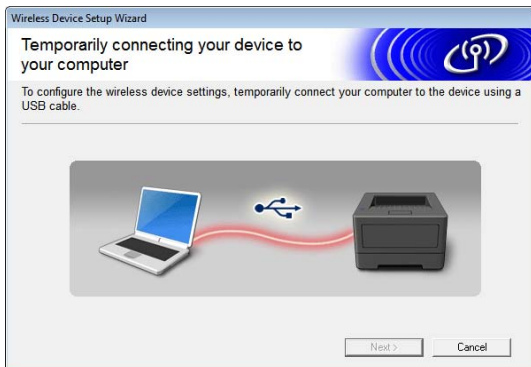 Wireless Device Setup Wizard
Temporarily connecting your device to
your computer
To configure the wireless device settings, temporarily connect your computer to the device using a
USB cable.
Next >
Cancel